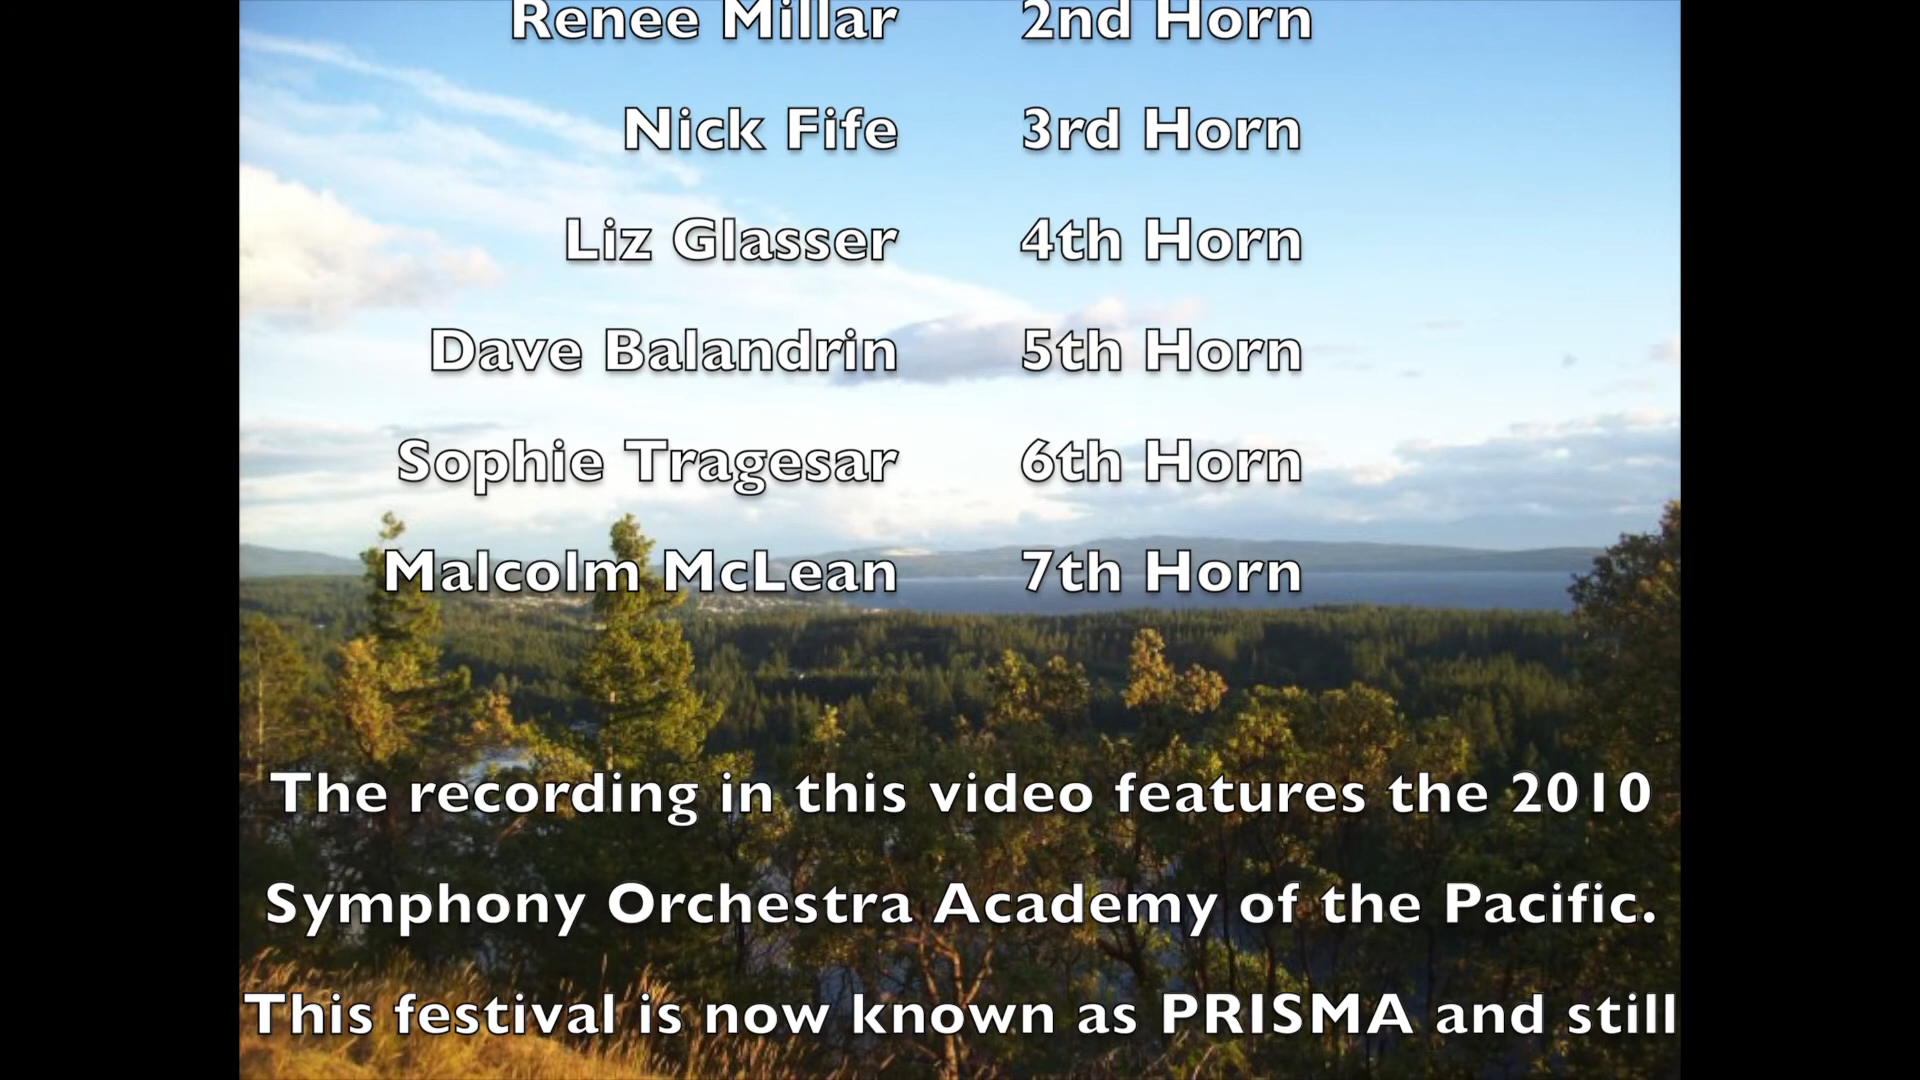 Renee Millar 2nd Horn
Nick Fife 3rd Horn
Liz Glasser 4th Horn
Dave Balandrin 5th Horn
Sophie Tragesar 6th Horn
Malcolm McLean 7th Horn
The recording in this video features the 2010
Symphony Orchestra Academy of the Pacific.
This festival is now known as PRISMA and still